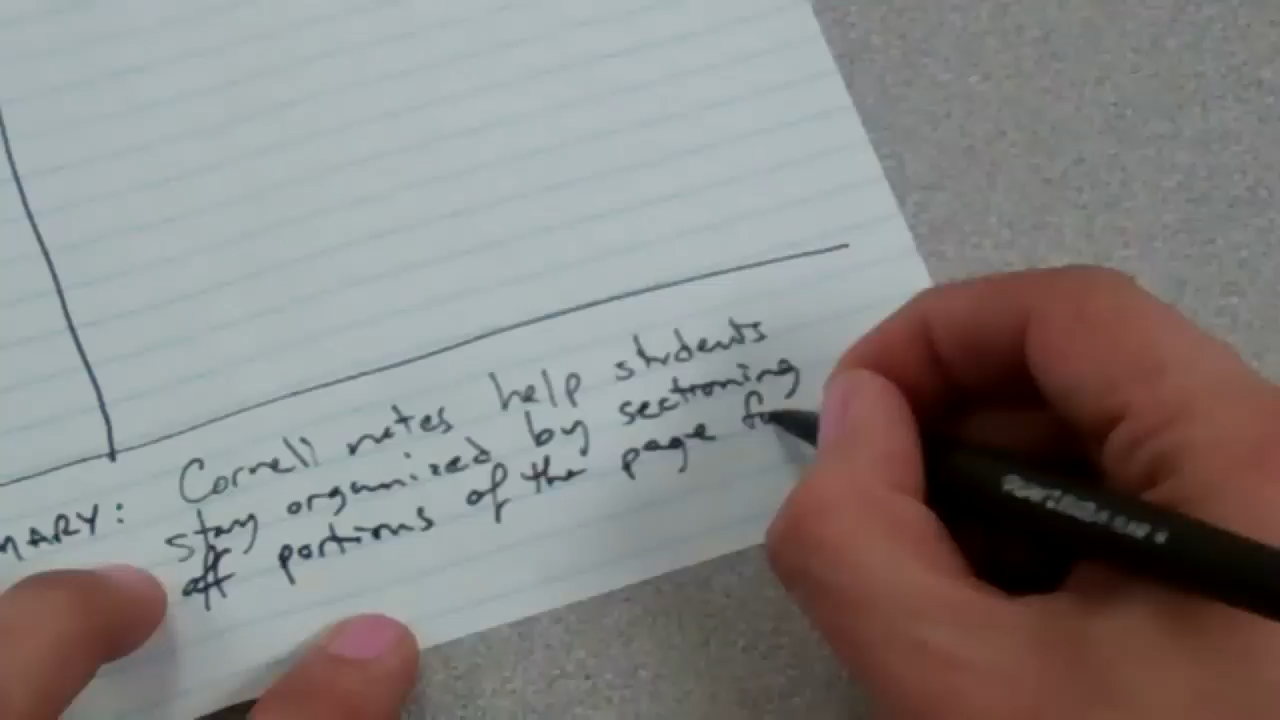 MARY: Cornell notes help students
stay organized by sectioning
off portions of the page